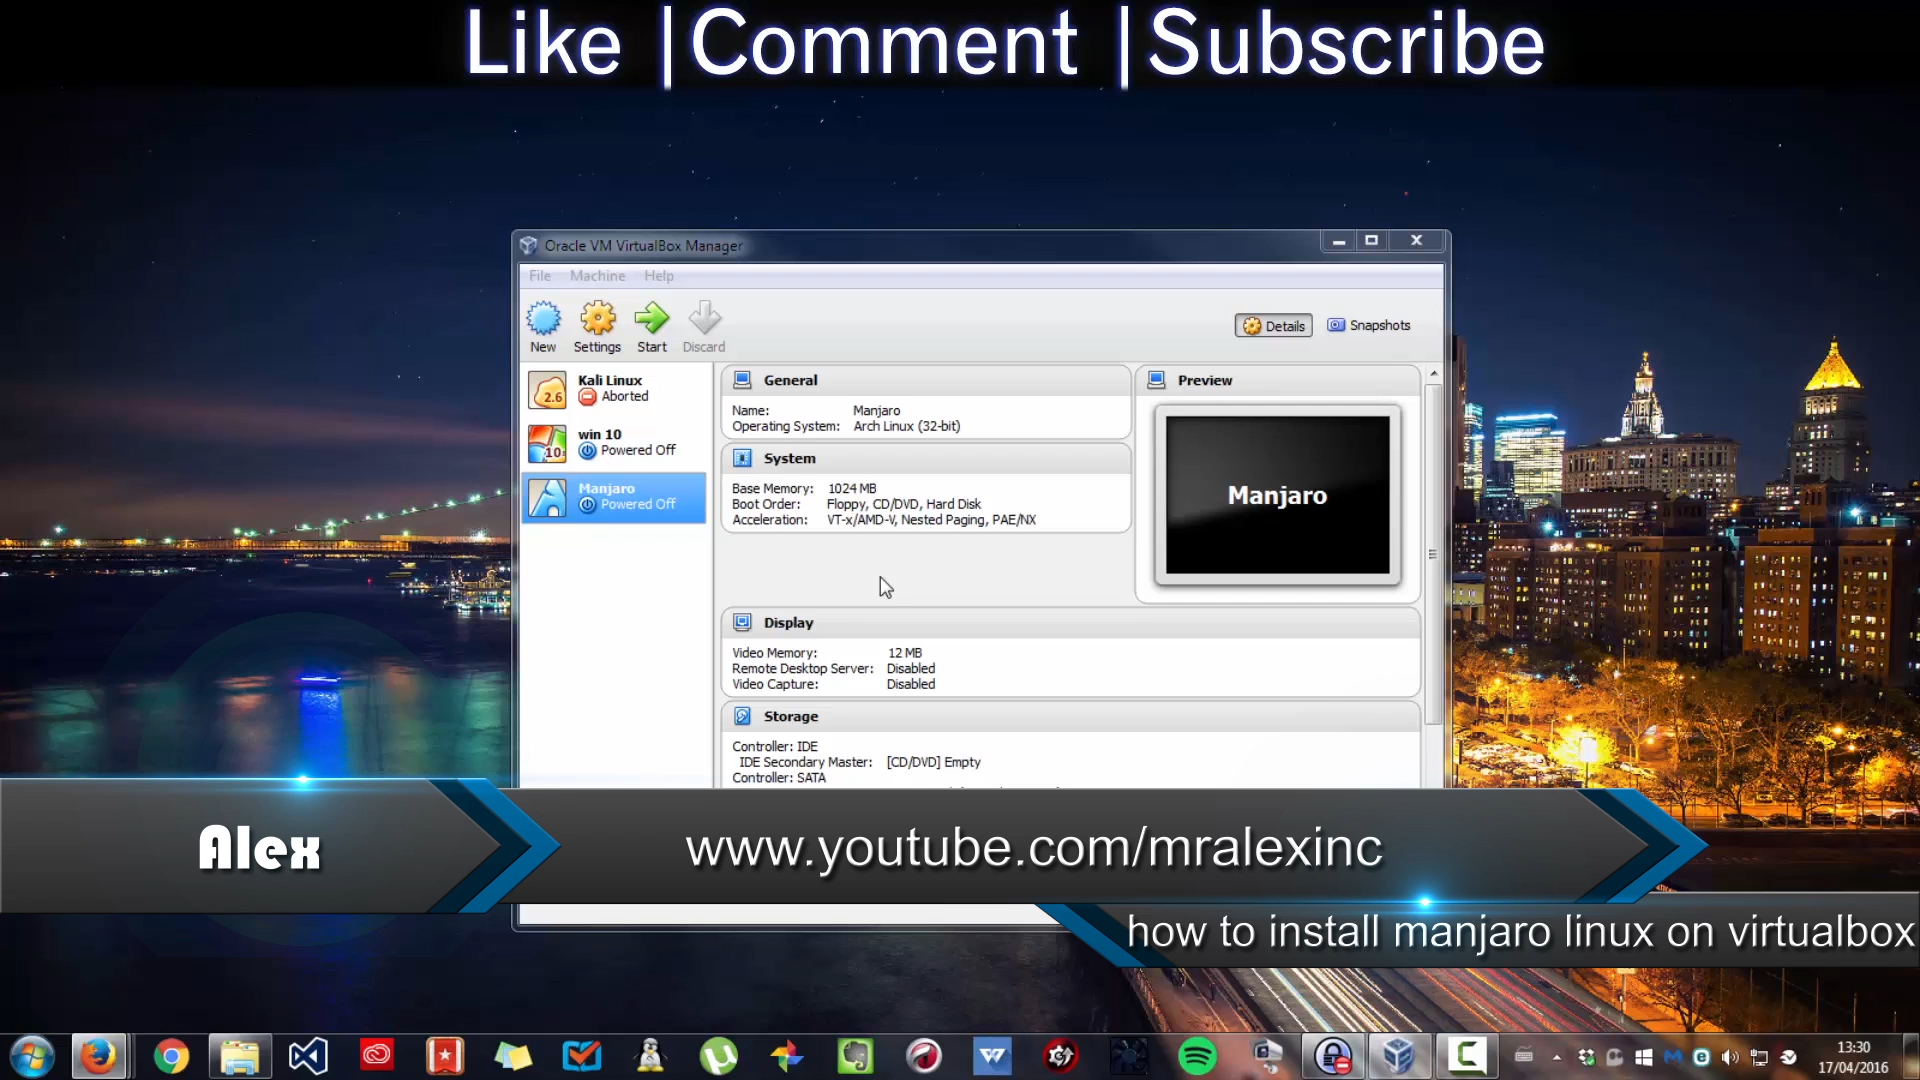 Like |Comment |Subscribe
Oracle VM VirtualBox Manager
File Machine Help
New Settings Start Discard
Details Snapshots
Kali Linux
Aborted
win 10
Powered Off
Manjaro
Powered Off
2.6
10
General
Name: Manjaro
Operating System: Arch Linux (32-bit)
System
Base Memory: 1024 MB
Boot Order: Floppy, CD/DVD, Hard Disk
Acceleration: VT-x/AMD-V, Nested Paging, PAE/NX
Preview
Manjaro
Display
Video Memory: 12 MB
Remote Desktop Server: Disabled
Video Capture: Disabled
Storage
Controller: IDE
IDE Secondary Master: [CD/DVD] Empty
Controller: SATA
Alex
www.youtube.com/mralexinc
how to install manjaro linux on virtualbox
13:30
17/04/2016